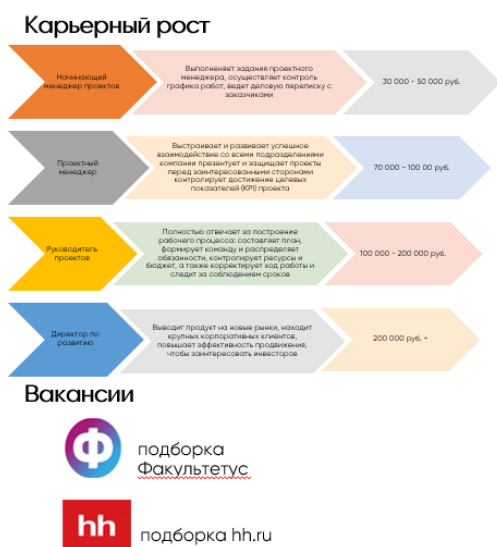 Карьерный рост
Начинающий
менеджер проектов
Выполненяет задания проектного
менеджера, осуществляет контроль
графика работ, ведет деловую переписку с
заказчиками
30 000 - 50 000 руб.
Проектный
менеджер
Выстраивает и развивает успешное
взаимодействие со всеми подразделениями
компании презентует и защищает проекты
перед заинтересованными сторонами
контролирует достижение целевых
показателей (KPI) проекта
70 000 - 100 00 руб.
Руководитель
проектов
Полностью отвечает за построение
рабочего процесса: составляет план,
формирует команду и распределяет
обязанности, контролирует ресурсы и
бюджет, а также корректирует ход работы и
следит за соблюдением сроков
100 000 - 200 000 руб.
Директор по
развитию
Выводит продукт на новые рынки, находит
крупных корпоративных клиентов,
повышает эффективность продвижения,
чтобы заинтересовать инвесторов
200 000 руб. +
Вакансии
Ф
подборка
Факультетус
hh
подборка hh.ru